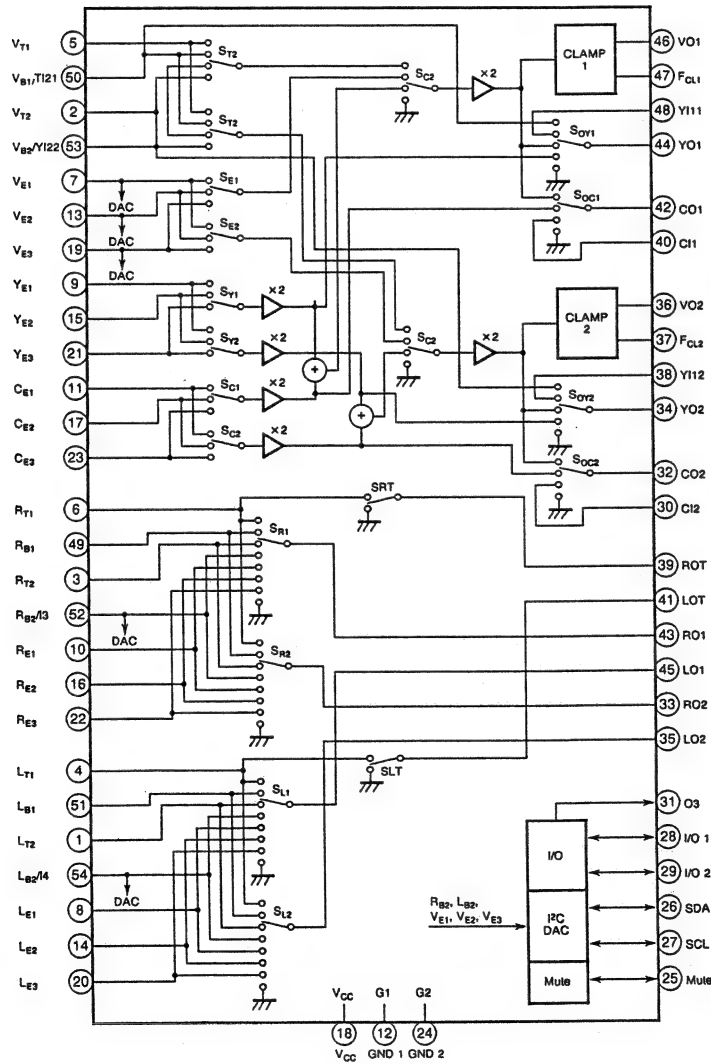 VT1 5
VB1/TI21 50
VT2 2
VB2/YI22 53
VE1 7
VE2 13
VE3 19
YE1 9
YE2 15
YE3 21
CE1 11
CE2 17
CE3 23
RT1 6
RB1 49
RT2 3
RB2/I3 52
RE1 10
RE2 16
RE3 22
LT1 4
LB1 51
LT2 1
LB2/I4 54
LE1 8
LE2 14
LE3 20
DAC
DAC
DAC
DAC
DAC
ST2
ST2
SE1
SE2
SY1
SY2
SC1
SC2
×2
×2
×2
×2
+
+
SC2
×2
SC2
×2
CLAMP
1
CLAMP
2
SOY1
SOC1
SOY2
SOC2
SRT
SR1
SR2
SLT
SL1
SL2
46 VO1
47 FCL1
48 YI11
44 YO1
42 CO1
40 CI1
36 VO2
37 FCL2
38 YI12
34 YO2
32 CO2
30 CI2
39 ROT
41 LOT
43 RO1
45 LO1
33 RO2
35 LO2
31 O3
28 I/O 1
29 I/O 2
26 SDA
27 SCL
25 Mute
I/O
I²C
DAC
Mute
RB2, LB2,
VE1, VE2, VE3
VCC G1 G2
18 12 24
VCC GND 1 GND 2